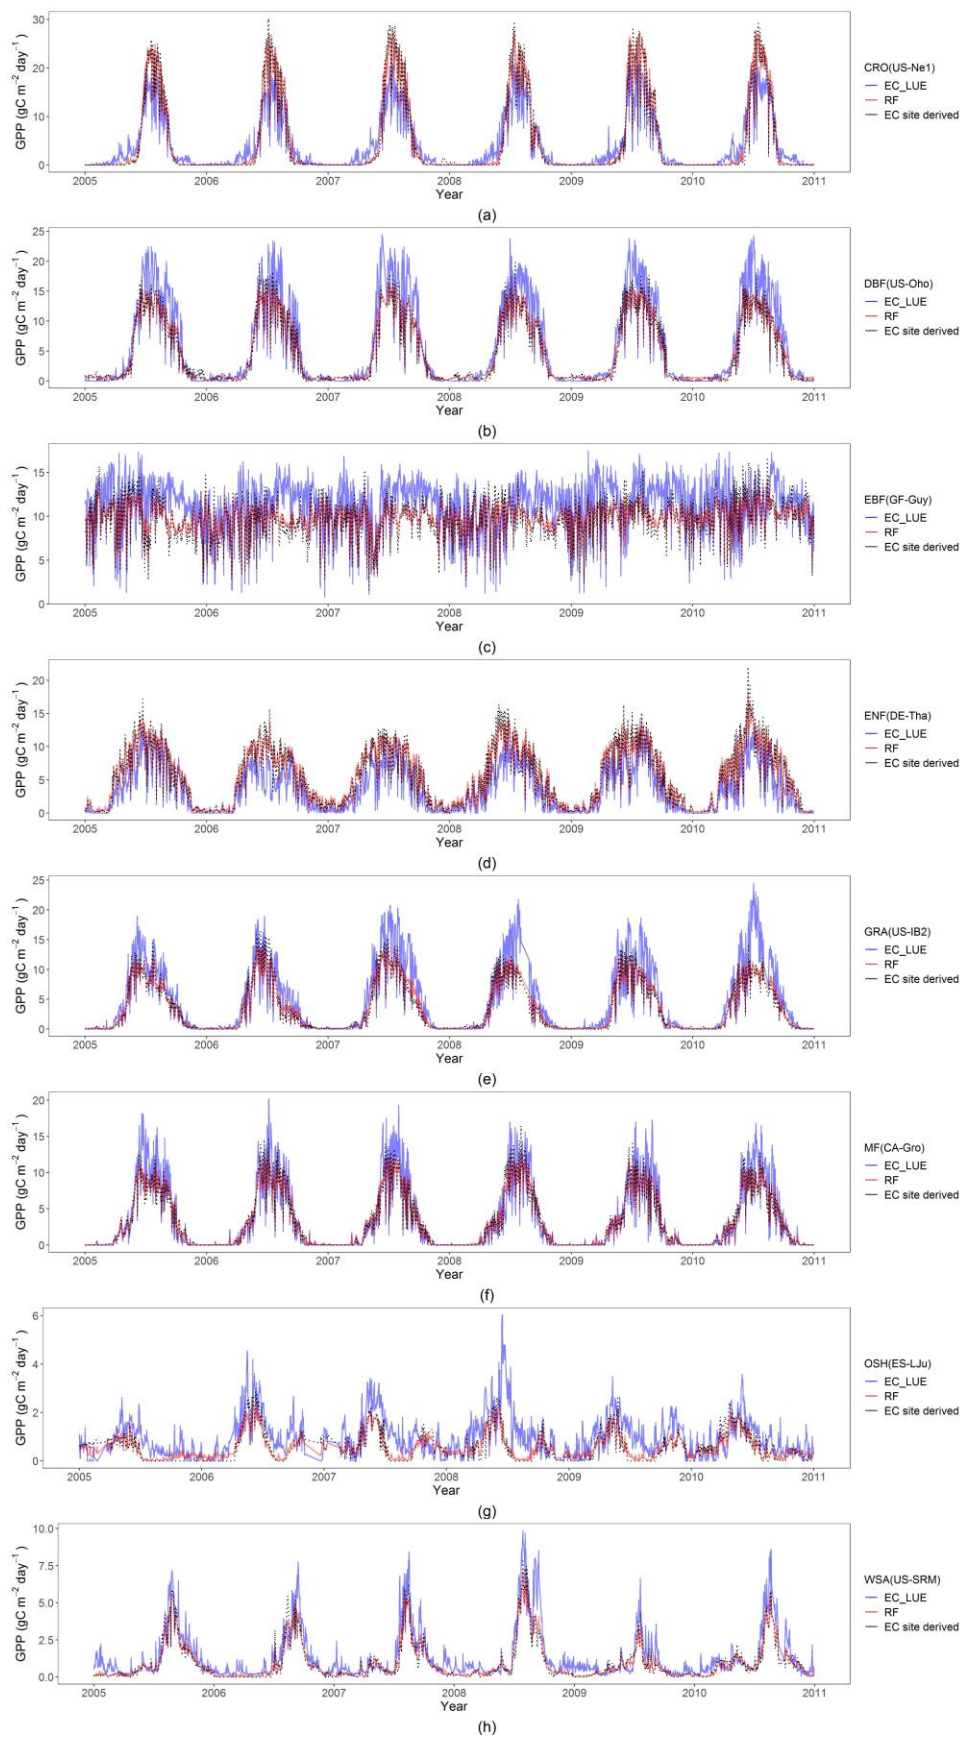 30
20
10
0
GPP (gC m⁻² day⁻¹)
2005 2006 2007 2008 2009 2010 2011
Year
CRO(US-Ne1)
EC_LUE
RF
EC site derived
(a)
25
20
15
10
5
0
GPP (gC m⁻² day⁻¹)
2005 2006 2007 2008 2009 2010 2011
Year
DBF(US-Oho)
EC_LUE
RF
EC site derived
(b)
15
10
5
0
GPP (gC m⁻² day⁻¹)
2005 2006 2007 2008 2009 2010 2011
Year
EBF(GF-Guy)
EC_LUE
RF
EC site derived
(c)
20
15
10
5
0
GPP (gC m⁻² day⁻¹)
2005 2006 2007 2008 2009 2010 2011
Year
ENF(DE-Tha)
EC_LUE
RF
EC site derived
(d)
25
20
15
10
5
0
GPP (gC m⁻² day⁻¹)
2005 2006 2007 2008 2009 2010 2011
Year
GRA(US-IB2)
EC_LUE
RF
EC site derived
(e)
20
15
10
5
0
GPP (gC m⁻² day⁻¹)
2005 2006 2007 2008 2009 2010 2011
Year
MF(CA-Gro)
EC_LUE
RF
EC site derived
(f)
6
4
2
0
GPP (gC m⁻² day⁻¹)
2005 2006 2007 2008 2009 2010 2011
Year
OSH(ES-LJu)
EC_LUE
RF
EC site derived
(g)
10.0
7.5
5.0
2.5
0.0
GPP (gC m⁻² day⁻¹)
2005 2006 2007 2008 2009 2010 2011
Year
WSA(US-SRM)
EC_LUE
RF
EC site derived
(h)